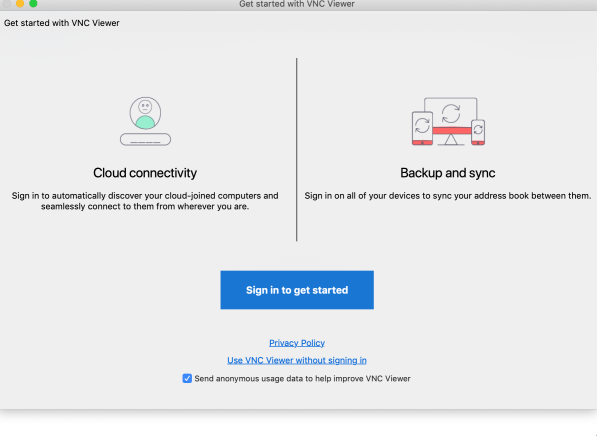 Get started with VNC Viewer
Get started with VNC Viewer
Cloud connectivity
Sign in to automatically discover your cloud-joined computers and
seamlessly connect to them from wherever you are.
Backup and sync
Sign in on all of your devices to sync your address book between them.
Sign in to get started
Privacy Policy
Use VNC Viewer without signing in
Send anonymous usage data to help improve VNC Viewer